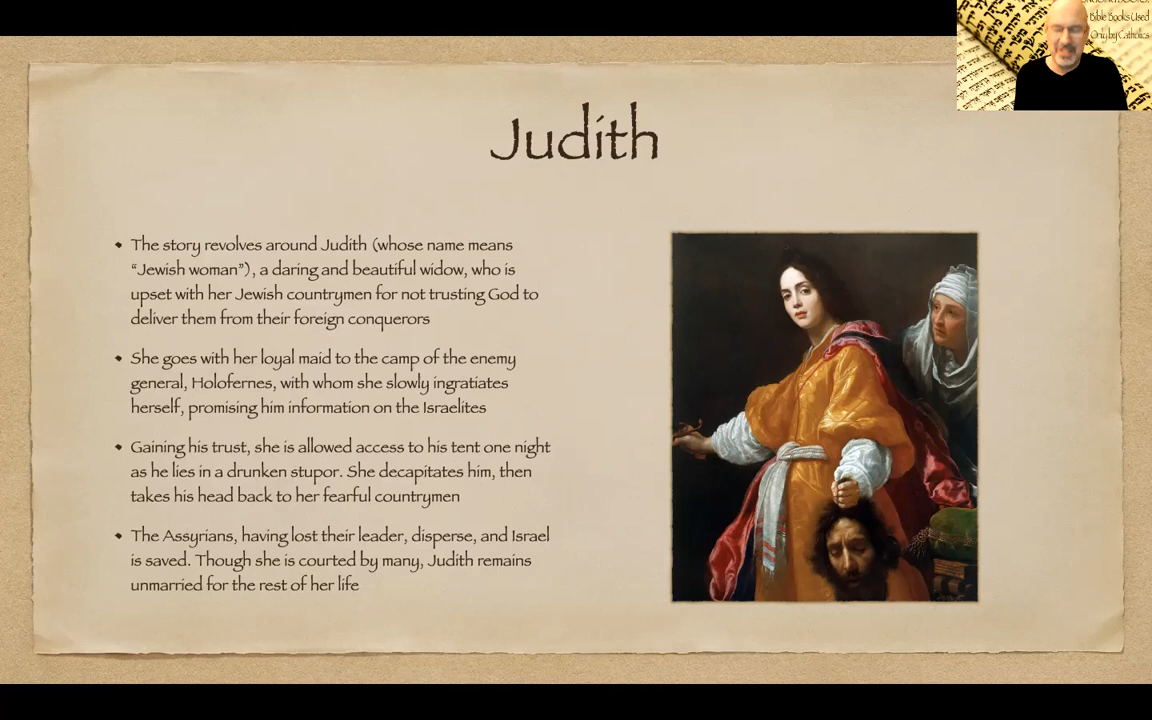 Bible Books Used
Only by Catholics
Judith
• The story revolves around Judith (whose name means
“Jewish woman”), a daring and beautiful widow, who is
upset with her Jewish countrymen for not trusting God to
deliver them from their foreign conquerors
• She goes with her loyal maid to the camp of the enemy
general, Holofernes, with whom she slowly ingratiates
herself, promising him information on the Israelites
• Gaining his trust, she is allowed access to his tent one night
as he lies in a drunken stupor. She decapitates him, then
takes his head back to her fearful countrymen
• The Assyrians, having lost their leader, disperse, and Israel
is saved. Though she is courted by many, Judith remains
unmarried for the rest of her life